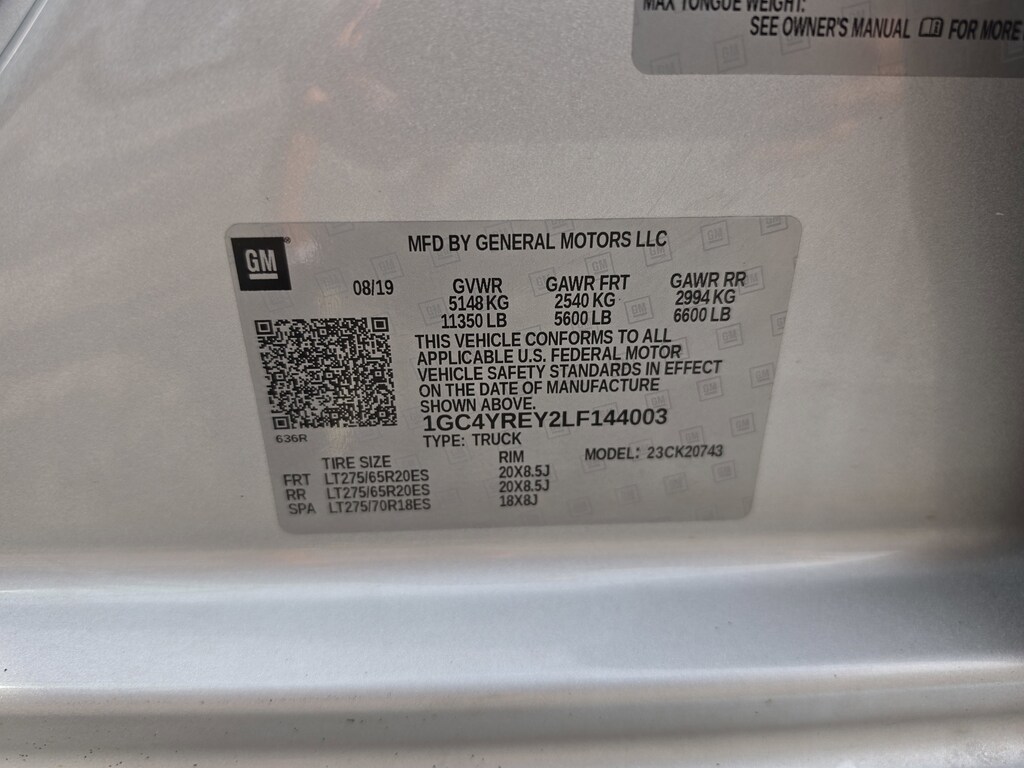 MAX TONGUE WEIGHT:
SEE OWNER'S MANUAL FOR MORE
GM
MFD BY GENERAL MOTORS LLC
08/19 GVWR GAWR FRT GAWR RR
5148 KG 2540 KG 2994 KG
11350 LB 5600 LB 6600 LB
THIS VEHICLE CONFORMS TO ALL
APPLICABLE U.S. FEDERAL MOTOR
VEHICLE SAFETY STANDARDS IN EFFECT
ON THE DATE OF MANUFACTURE
SHOWN ABOVE.
1GC4YREY2LF144003
636R
TYPE: TRUCK
TIRE SIZE RIM MODEL: 23CK20743
FRT LT275/65R20ES 20X8.5J
RR LT275/65R20ES 20X8.5J
SPA LT275/70R18ES 18X8J